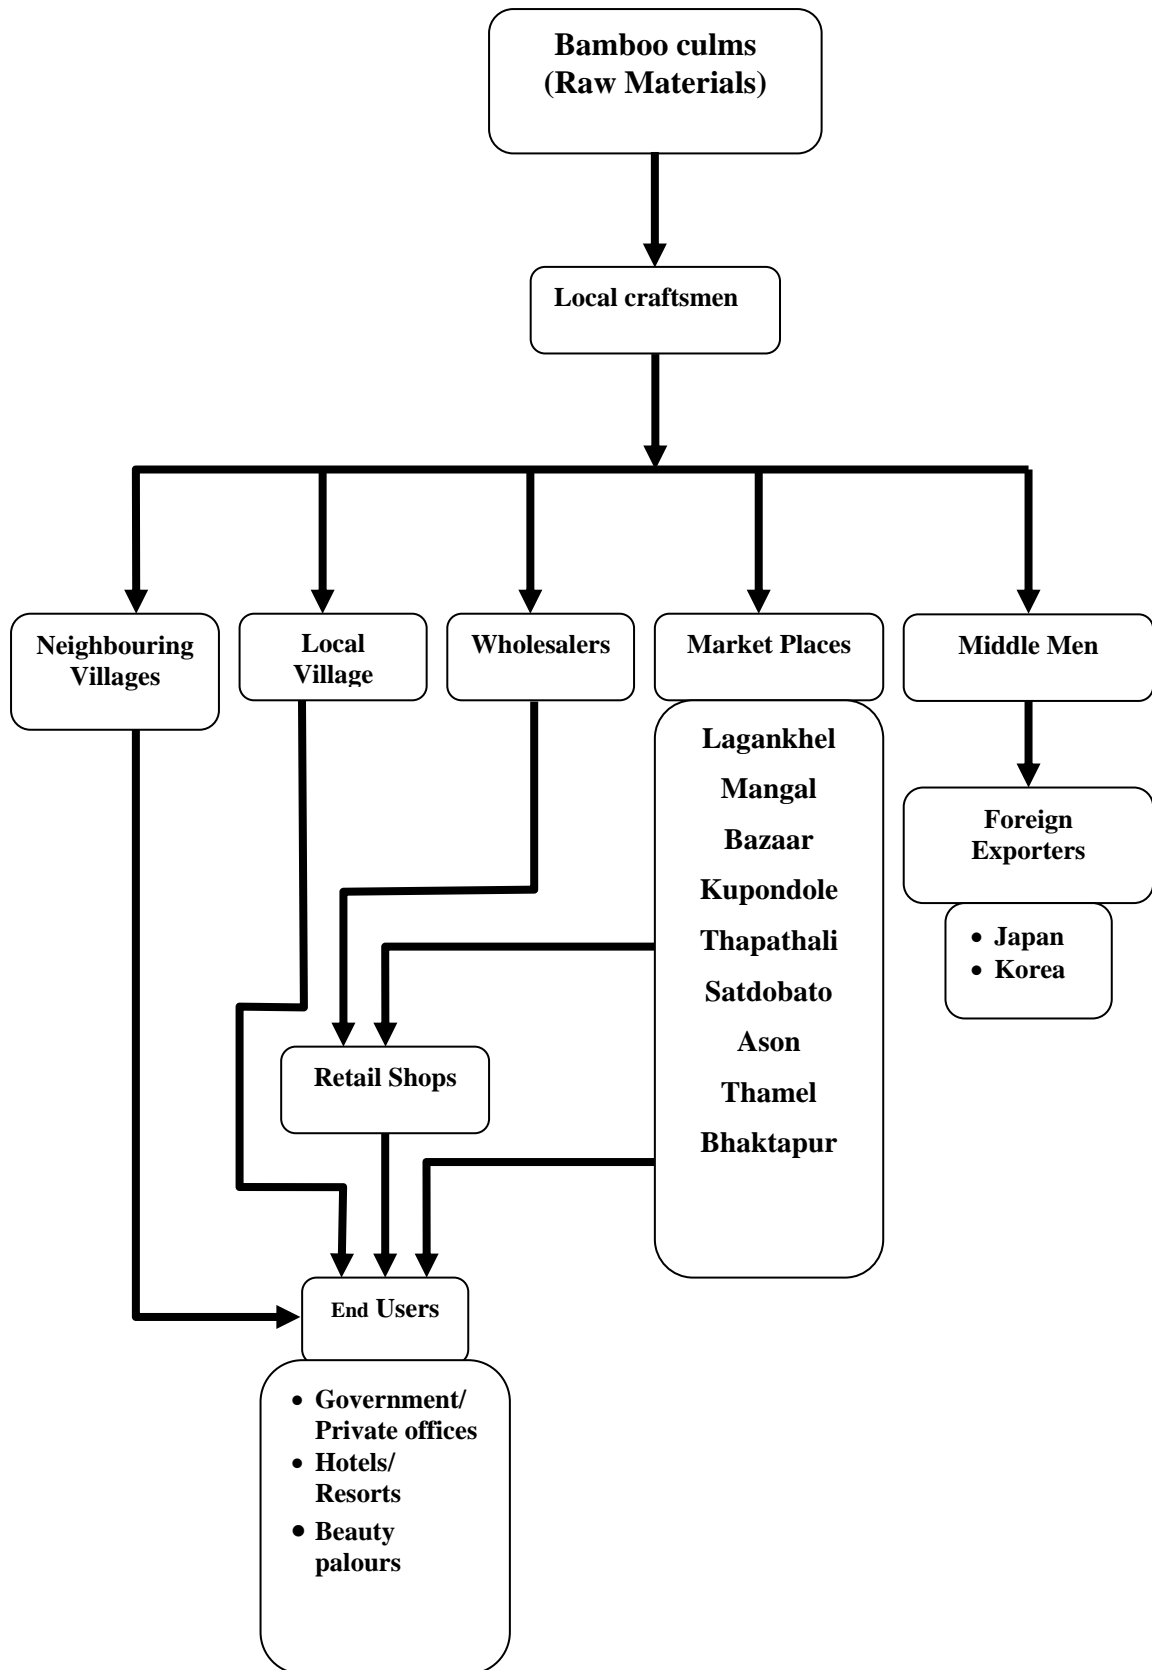 Bamboo culms
(Raw Materials)
Local craftsmen
Neighbouring
Villages
Local
Village
Wholesalers
Market Places
Middle Men
Lagankhel
Mangal
Bazaar
Kupondole
Thapathali
Satdobato
Ason
Thamel
Bhaktapur
Foreign
Exporters
• Japan
• Korea
Retail Shops
End Users
• Government/
Private offices
• Hotels/
Resorts
• Beauty
palours